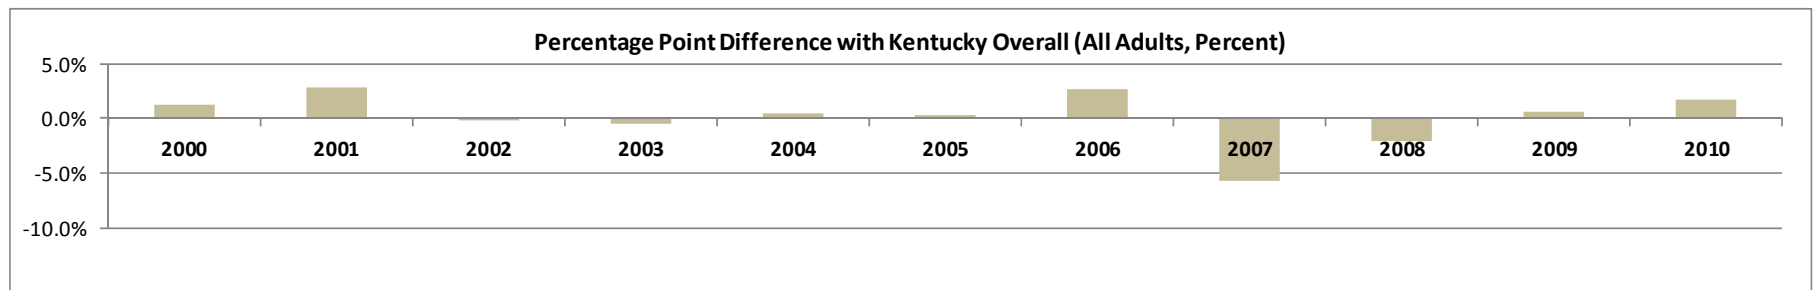 Percentage Point Difference with Kentucky Overall (All Adults, Percent)
5.0%
0.0%
2000 2001 2002 2003 2004 2005 2006 2007 2008 2009 2010
-5.0%
-10.0%